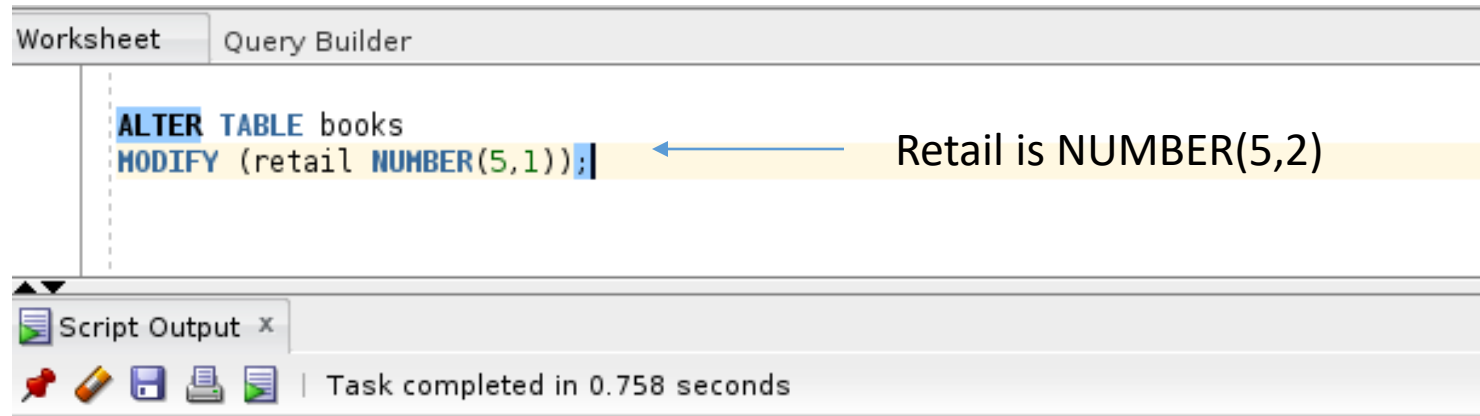 Worksheet Query Builder
ALTER TABLE books
MODIFY (retail NUMBER(5,1));
Retail is NUMBER(5,2)
Script Output x
| Task completed in 0.758 seconds